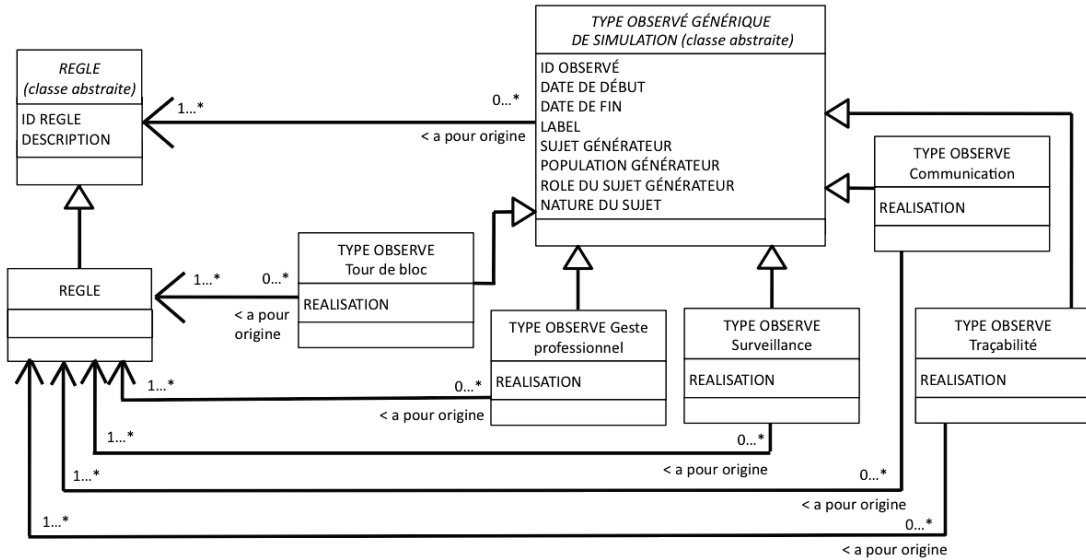 TYPE OBSERVÉ GÉNÉRIQUE
DE SIMULATION (classe abstraite)
ID OBSERVÉ
DATE DE DÉBUT
DATE DE FIN
LABEL
SUJET GÉNÉRATEUR
POPULATION GÉNÉRATEUR
ROLE DU SUJET GÉNÉRATEUR
NATURE DU SUJET
REGLE
(classe abstraite)
ID REGLE
DESCRIPTION
1...*
0...*
< a pour origine
TYPE OBSERVE
Communication
REALISATION
TYPE OBSERVE
Tour de bloc
REALISATION
REGLE
1...*
0...*
< a pour
origine
TYPE OBSERVE Geste
professionnel
REALISATION
TYPE OBSERVE
Surveillance
REALISATION
TYPE OBSERVE
Traçabilité
REALISATION
1...*
0...*
< a pour origine
1...*
0...*
< a pour origine
1...*
0...*
< a pour origine
1...*
0...*
< a pour origine